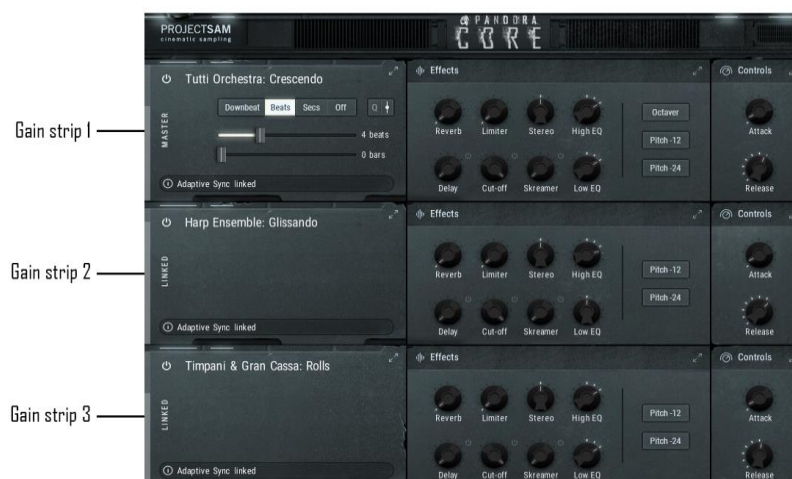 PROJECTSAM
cinematic sampling
PANDORA
CORE
Gain strip 1
MASTER
Tutti Orchestra: Crescendo
Downbeat Beats Secs Off Q
4 beats
0 bars
Adaptive Sync linked
Effects
Reverb Limiter Stereo High EQ
Delay Cut-off Skreamer Low EQ
Octaver
Pitch -12
Pitch -24
Controls
Attack
Release
Gain strip 2
LINKED
Harp Ensemble: Glissando
Adaptive Sync linked
Effects
Reverb Limiter Stereo High EQ
Delay Cut-off Skreamer Low EQ
Pitch -12
Pitch -24
Controls
Attack
Release
Gain strip 3
LINKED
Timpani & Gran Cassa: Rolls
Adaptive Sync linked
Effects
Reverb Limiter Stereo High EQ
Delay Cut-off Skreamer Low EQ
Pitch -12
Pitch -24
Controls
Attack
Release